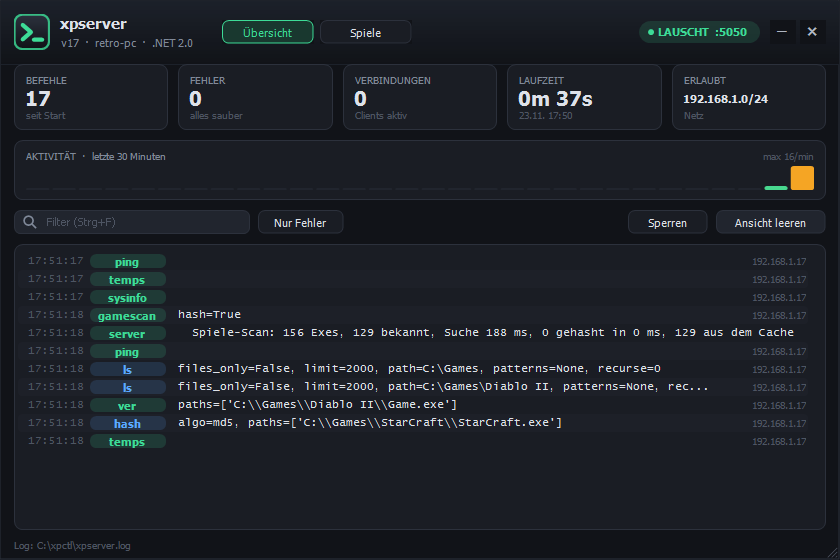 xpserver
v17 · retro-pc · .NET 2.0
Übersicht
Spiele
LAUSCHT :5050
BEFEHLE
17
seit Start
FEHLER
0
alles sauber
VERBINDUNGEN
0
Clients aktiv
LAUFZEIT
0m 37s
23.11. 17:50
ERLAUBT
192.168.1.0/24
Netz
AKTIVITÄT · letzte 30 Minuten
max 16/min
Filter (Strg+F)
Nur Fehler
Sperren
Ansicht leeren
17:51:17 ping 192.168.1.17
17:51:17 temps 192.168.1.17
17:51:17 sysinfo 192.168.1.17
17:51:18 gamescan hash=True 192.168.1.17
17:51:18 server Spiele-Scan: 156 Exes, 129 bekannt, Suche 188 ms, 0 gehasht in 0 ms, 129 aus dem Cache
17:51:18 ping 192.168.1.17
17:51:18 ls files_only=False, limit=2000, path=C:\Games, patterns=None, recurse=0 192.168.1.17
17:51:18 ls files_only=False, limit=2000, path=C:\Games\Diablo II, patterns=None, rec... 192.168.1.17
17:51:18 ver paths=['C:\\Games\\Diablo II\\Game.exe'] 192.168.1.17
17:51:18 hash algo=md5, paths=['C:\\Games\\StarCraft\\StarCraft.exe'] 192.168.1.17
17:51:18 temps 192.168.1.17
Log: C:\xpctl\xpserver.log